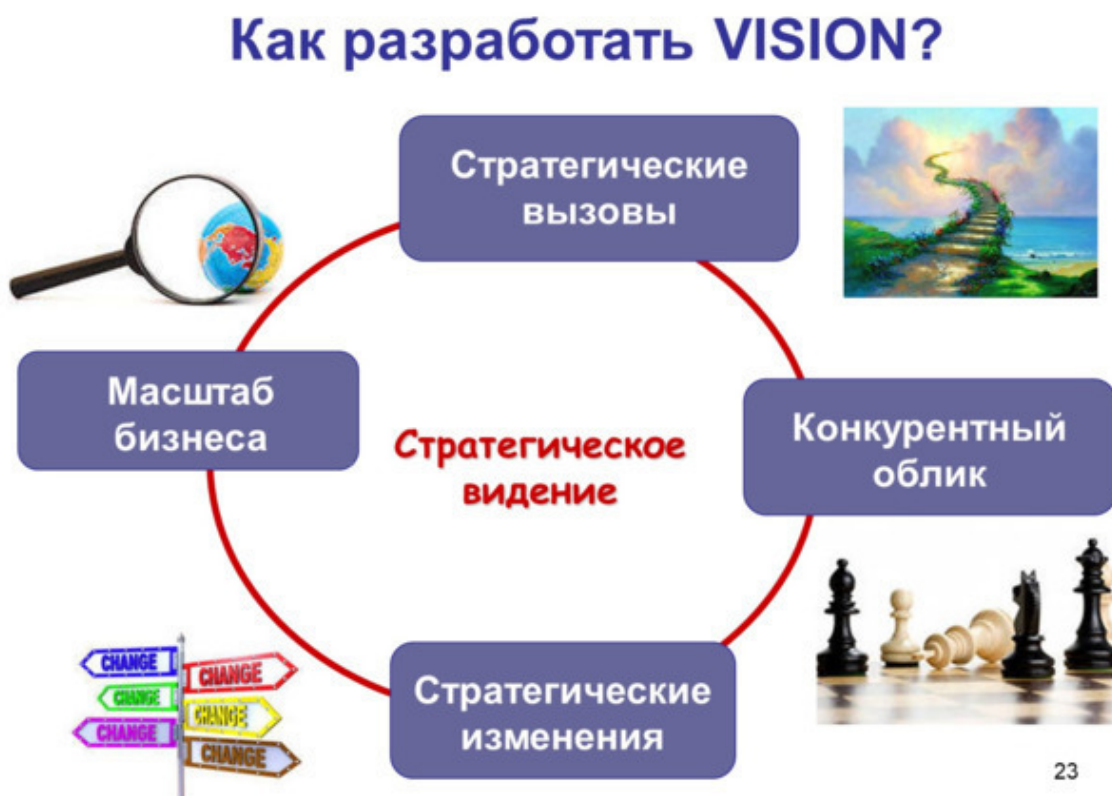 Как разработать VISION?
Стратегические
вызовы
Масштаб
бизнеса
Стратегическое
видение
Конкурентный
облик
CHANGE
CHANGE
CHANGE
CHANGE
CHANGE
CHANGE
Стратегические
изменения
23